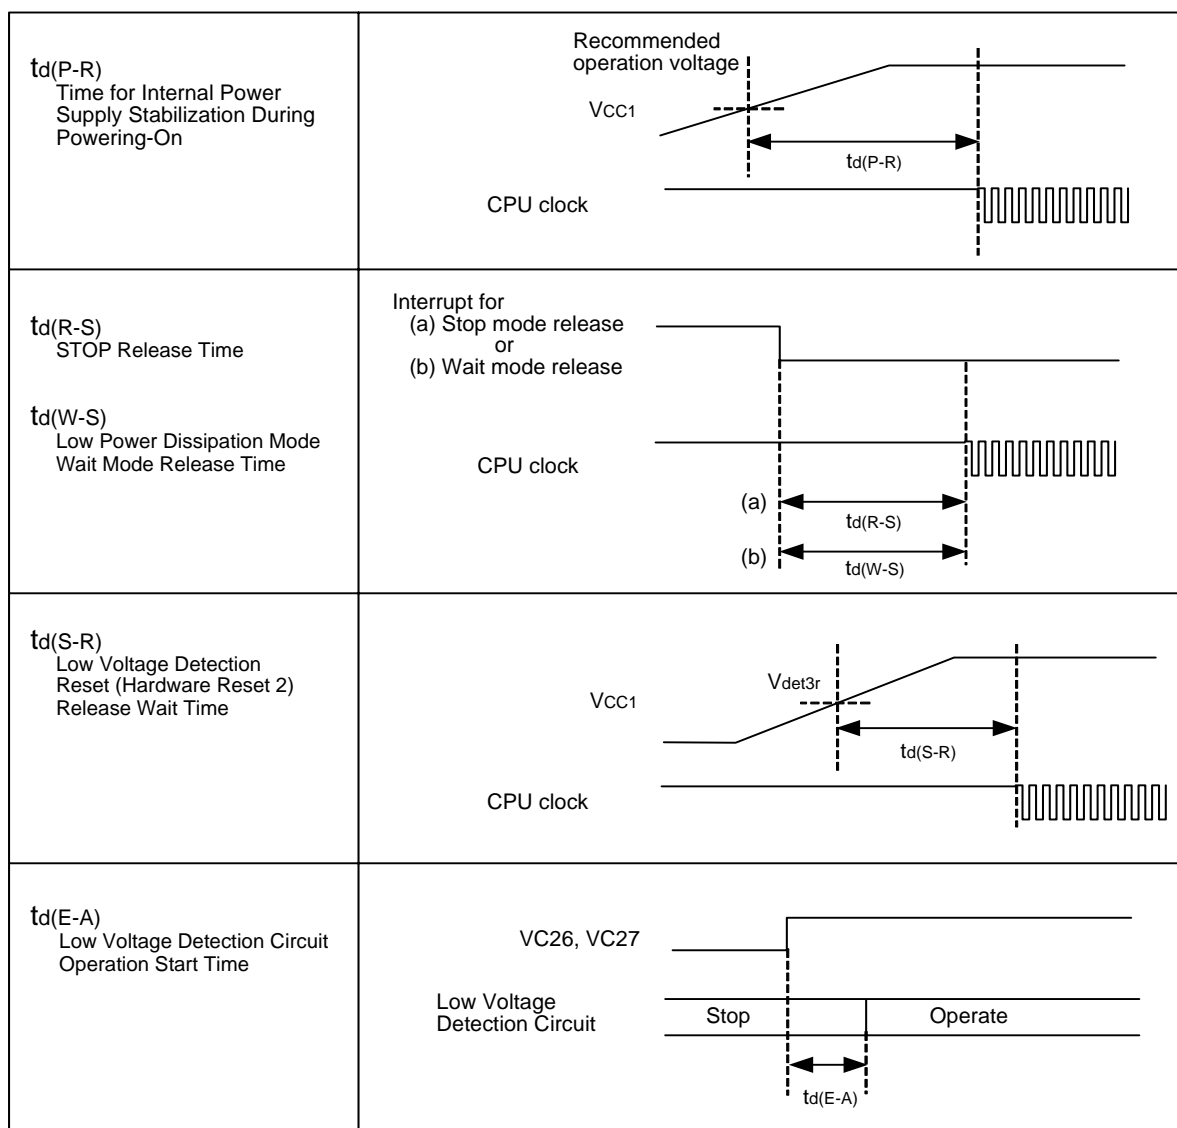 td(P-R)
Time for Internal Power
Supply Stabilization During
Powering-On
Recommended
operation voltage
VCC1
td(P-R)
CPU clock
td(R-S)
STOP Release Time
td(W-S)
Low Power Dissipation Mode
Wait Mode Release Time
Interrupt for
(a) Stop mode release
or
(b) Wait mode release
CPU clock
(a)
td(R-S)
(b)
td(W-S)
td(S-R)
Low Voltage Detection
Reset (Hardware Reset 2)
Release Wait Time
Vdet3r
VCC1
td(S-R)
CPU clock
td(E-A)
Low Voltage Detection Circuit
Operation Start Time
VC26, VC27
Low Voltage
Detection Circuit
Stop
Operate
td(E-A)